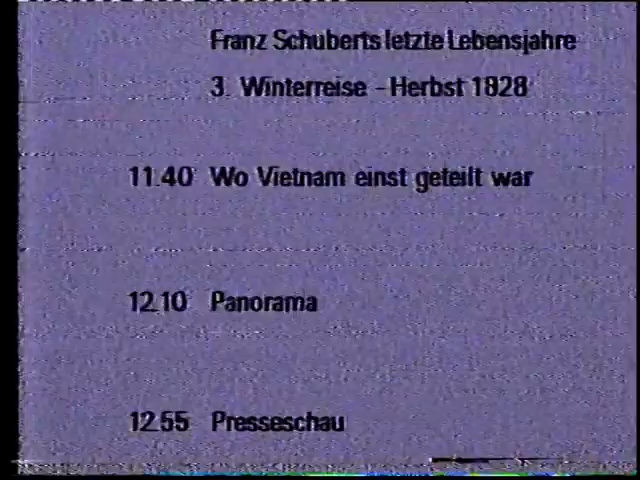 Franz Schuberts letzte Lebensjahre
3. Winterreise - Herbst 1828
11.40 Wo Vietnam einst geteilt war
12.10 Panorama
12.55 Presseschau